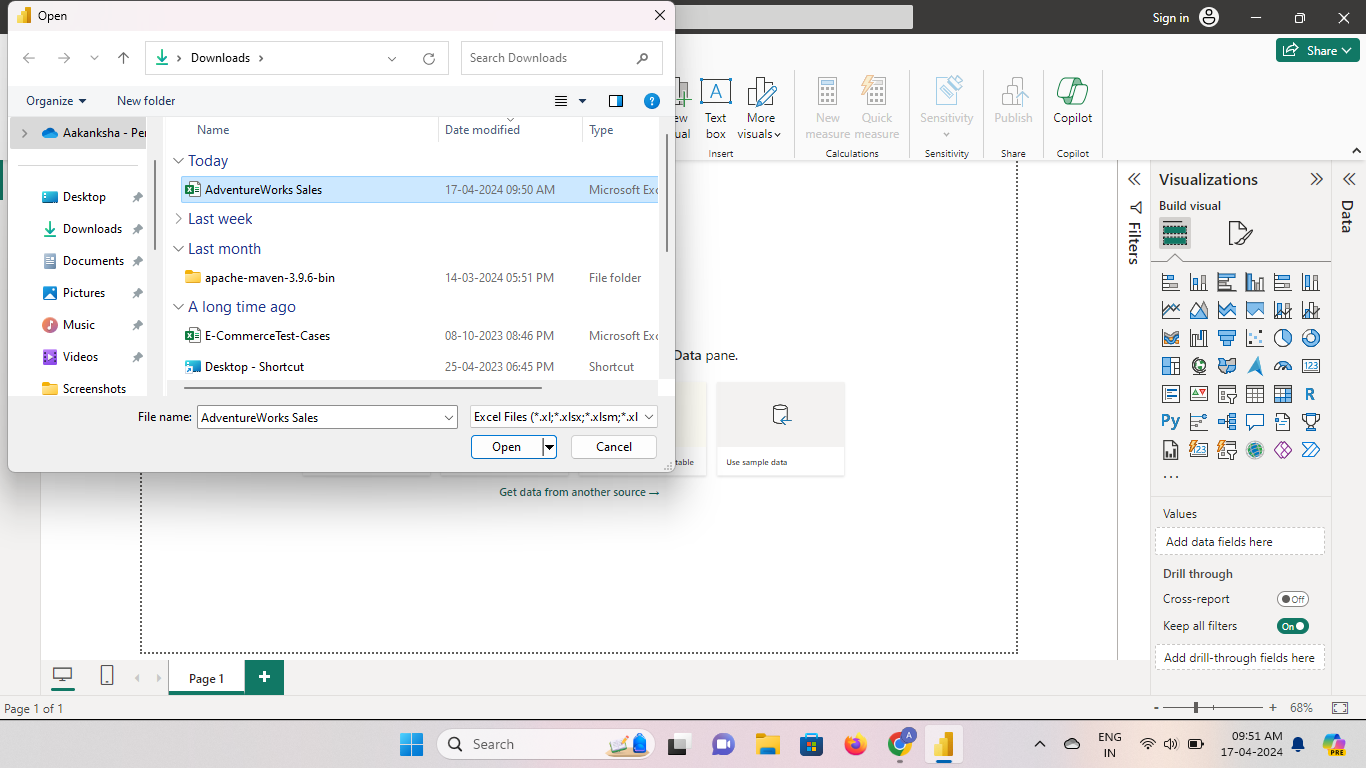 Open
Sign in
Share
Downloads
Search Downloads
Organize
New folder
Text
box
More
visuals
New
measure
Quick
measure
Sensitivity
Publish
Copilot
Insert
Calculations
Sensitivity
Share
Copilot
Aakanksha - Per
Desktop
Downloads
Documents
Pictures
Music
Videos
Screenshots
Name
Date modified
Type
Today
AdventureWorks Sales
17-04-2024 09:50 AM
Microsoft Exc
Last week
Last month
apache-maven-3.9.6-bin
14-03-2024 05:51 PM
File folder
A long time ago
E-CommerceTest-Cases
08-10-2023 08:46 PM
Microsoft Exc
Desktop - Shortcut
25-04-2023 06:45 PM
Shortcut
File name:
AdventureWorks Sales
Excel Files (*.xl;*.xlsx;*.xlsm;*.xl
Open
Cancel
Data pane.
table
Use sample data
Get data from another source →
Filters
Visualizations
Build visual
R
Py
123
...
Values
Add data fields here
Drill through
Cross-report
Off
Keep all filters
On
Add drill-through fields here
Data
Page 1
+
Page 1 of 1
- + 68%
Search
ENG
IN
09:51 AM
17-04-2024
PRE